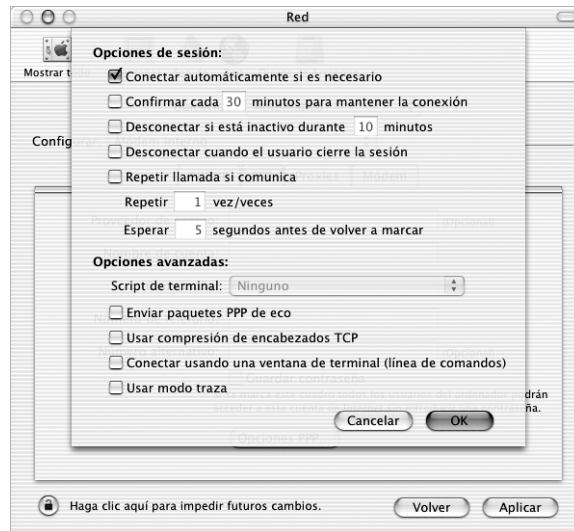 Red
Mostrar todo
Opciones de sesión:
Conectar automáticamente si es necesario
Confirmar cada 30 minutos para mantener la conexión
Desconectar si está inactivo durante 10 minutos
Desconectar cuando el usuario cierre la sesión
Repetir llamada si comunica
Repetir 1 vez/veces
Esperar 5 segundos antes de volver a marcar
Opciones avanzadas:
Script de terminal: Ninguno
Enviar paquetes PPP de eco
Usar compresión de encabezados TCP
Conectar usando una ventana de terminal (línea de comandos)
Usar modo traza
Cancelar OK
Opciones PPP
Haga clic aquí para impedir futuros cambios. Volver Aplicar